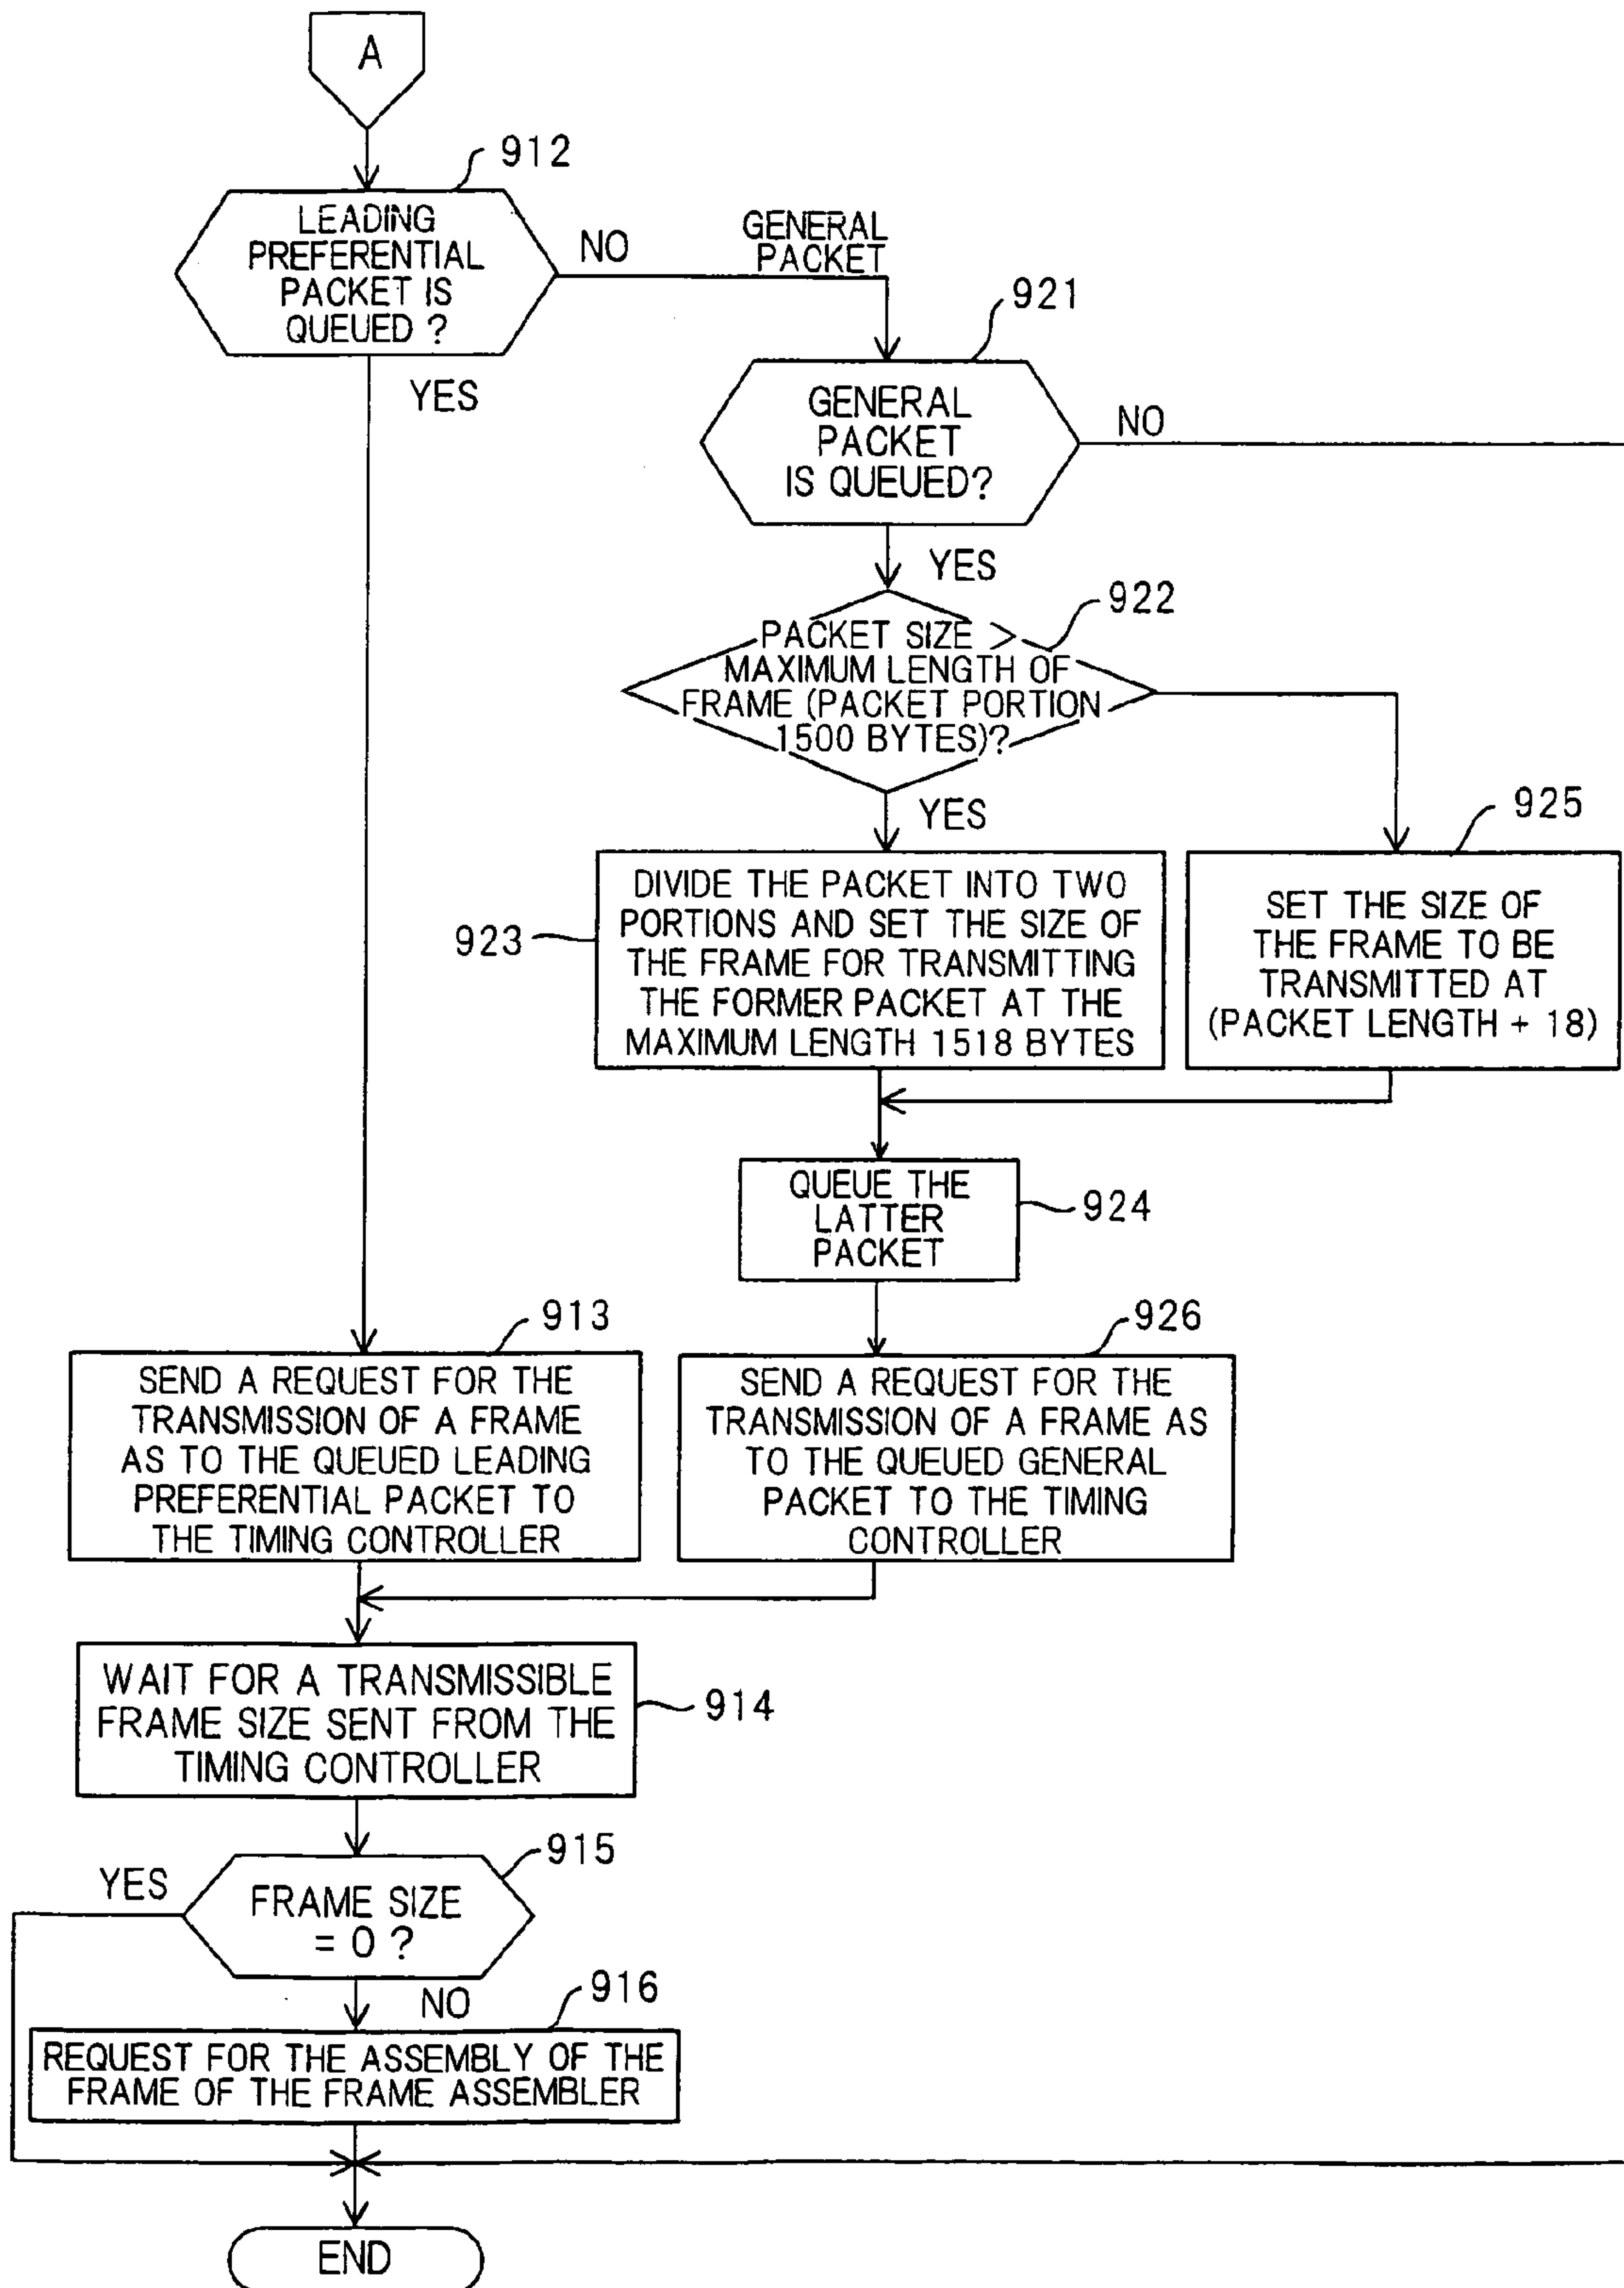 A
912
LEADING
PREFERENTIAL
PACKET IS
QUEUED ?
NO
GENERAL
PACKET
YES
921
GENERAL
PACKET
IS QUEUED?
NO
YES
922
PACKET SIZE >
MAXIMUM LENGTH OF
FRAME (PACKET PORTION
1500 BYTES)?
YES
923
DIVIDE THE PACKET INTO TWO
PORTIONS AND SET THE SIZE OF
THE FRAME FOR TRANSMITTING
THE FORMER PACKET AT THE
MAXIMUM LENGTH 1518 BYTES
925
SET THE SIZE OF
THE FRAME TO BE
TRANSMITTED AT
(PACKET LENGTH + 18)
QUEUE THE
LATTER
PACKET
924
913
SEND A REQUEST FOR THE
TRANSMISSION OF A FRAME
AS TO THE QUEUED LEADING
PREFERENTIAL PACKET TO
THE TIMING CONTROLLER
926
SEND A REQUEST FOR THE
TRANSMISSION OF A FRAME AS
TO THE QUEUED GENERAL
PACKET TO THE TIMING
CONTROLLER
WAIT FOR A TRANSMISSIBLE
FRAME SIZE SENT FROM THE
TIMING CONTROLLER
914
915
YES
FRAME SIZE
= 0 ?
NO
916
REQUEST FOR THE ASSEMBLY OF THE
FRAME OF THE FRAME ASSEMBLER
END